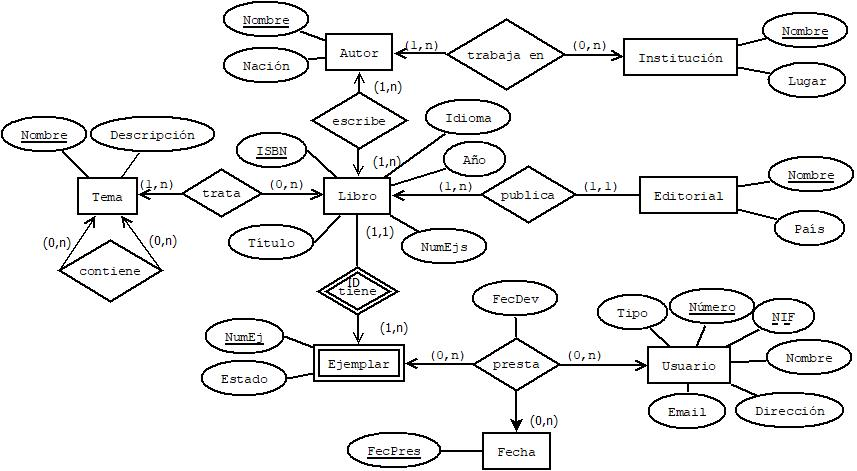 Nombre
Nombre
Autor
(1,n)
trabaja en
(0,n)
Institución
Nación
Lugar
(1,n)
escribe
Idioma
Nombre
Descripción
ISBN
(1,n)
Año
Nombre
Tema
(1,n)
trata
(0,n)
Libro
(1,n)
publica
(1,1)
Editorial
(0,n)
(0,n)
Título
(1,1)
NumEjs
País
contiene
ID
tiene
FecDev
Tipo
Número
NIF
NumEj
(1,n)
Ejemplar
(0,n)
presta
(0,n)
Usuario
Nombre
Estado
Email
Dirección
(0,n)
FecPres
Fecha